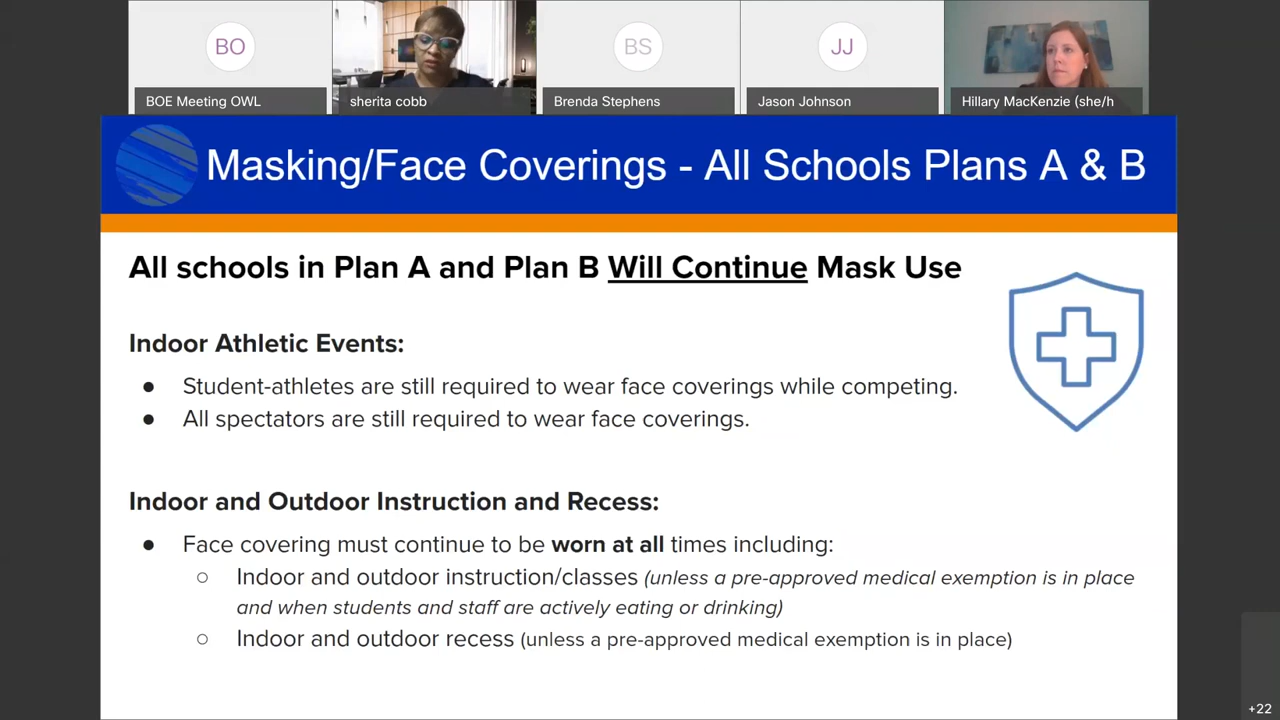 BO
BS
JJ
BOE Meeting OWL
sherita cobb
Brenda Stephens
Jason Johnson
Hillary MacKenzie (she/h
Masking/Face Coverings - All Schools Plans A & B
All schools in Plan A and Plan B Will Continue Mask Use
Indoor Athletic Events:
● Student-athletes are still required to wear face coverings while competing.
● All spectators are still required to wear face coverings.
Indoor and Outdoor Instruction and Recess:
● Face covering must continue to be worn at all times including:
○ Indoor and outdoor instruction/classes (unless a pre-approved medical exemption is in place
and when students and staff are actively eating or drinking)
○ Indoor and outdoor recess (unless a pre-approved medical exemption is in place)
+22